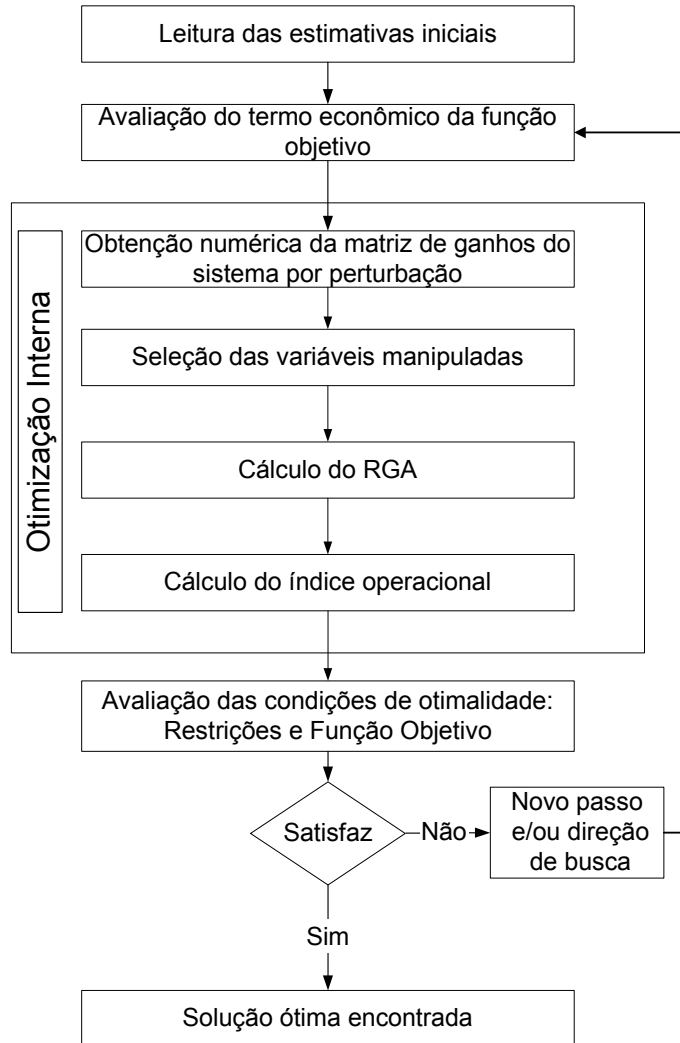 Leitura das estimativas iniciais
Avaliação do termo econômico da função
objetivo
Otimização Interna
Obtenção numérica da matriz de ganhos do
sistema por perturbação
Seleção das variáveis manipuladas
Cálculo do RGA
Cálculo do índice operacional
Avaliação das condições de otimalidade:
Restrições e Função Objetivo
Satisfaz
Não
Novo passo
e/ou direção
de busca
Sim
Solução ótima encontrada